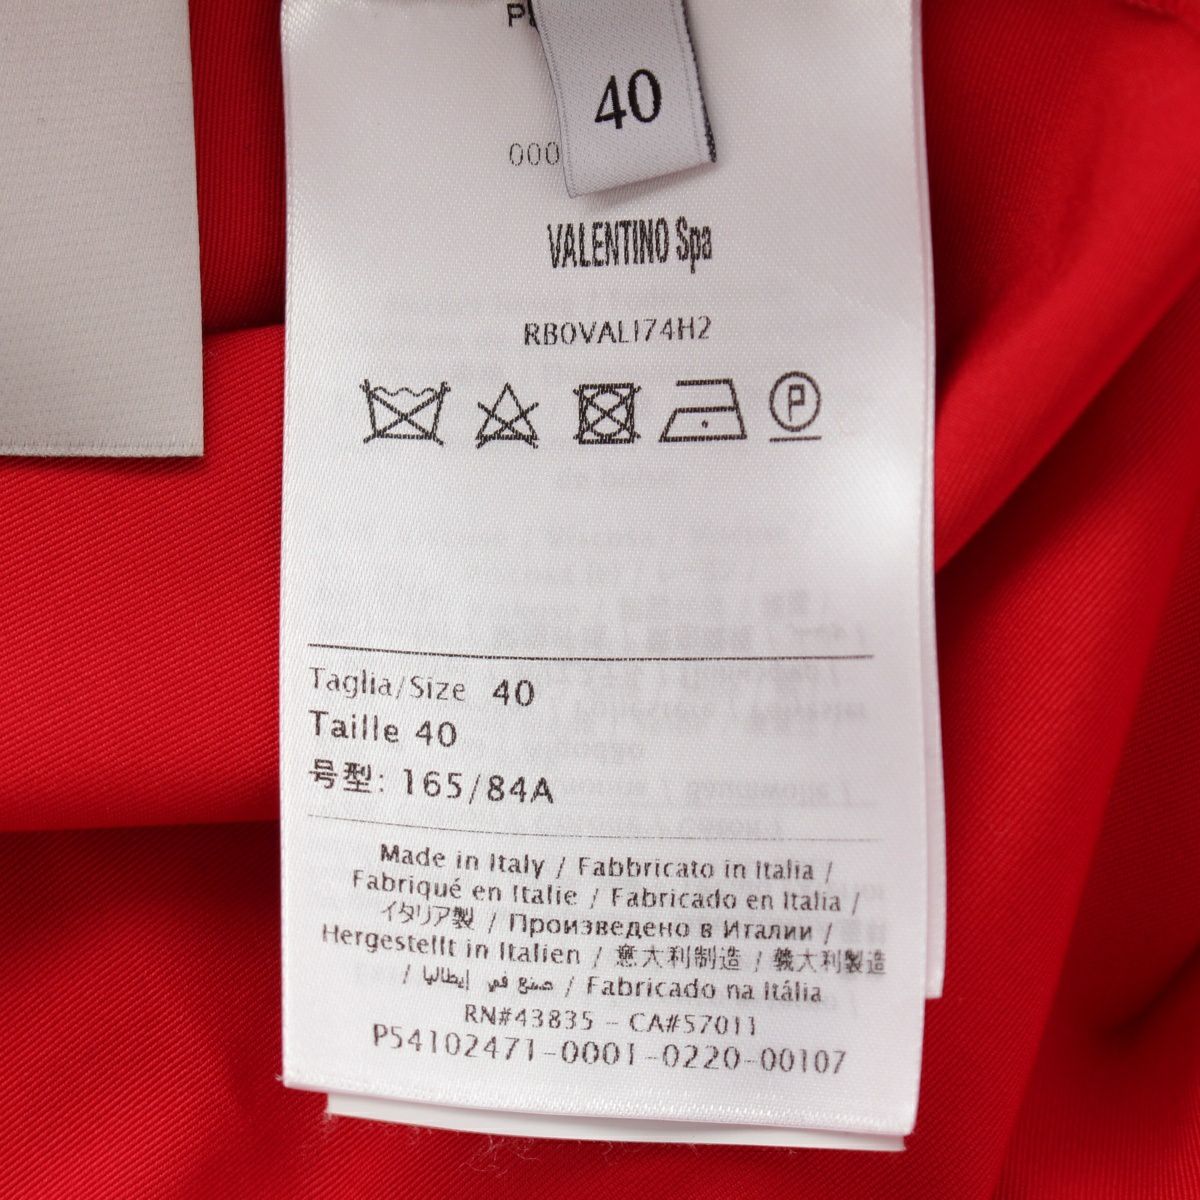 40
000
VALENTINO Spa
RB0VALI74H2
P
Taglia/Size 40
Taille 40
号型: 165/84A
Made in Italy / Fabbricato in Italia /
Fabriqué en Italie / Fabricado en Italia /
イタリア製 / Произведено в Италии /
Hergestellt in Italien / 意大利制造 / 義大利製造
/ صنع في إيطاليا / Fabricado na Itália
RN#43835 - CA#57011
P54102471-0001-0220-00107